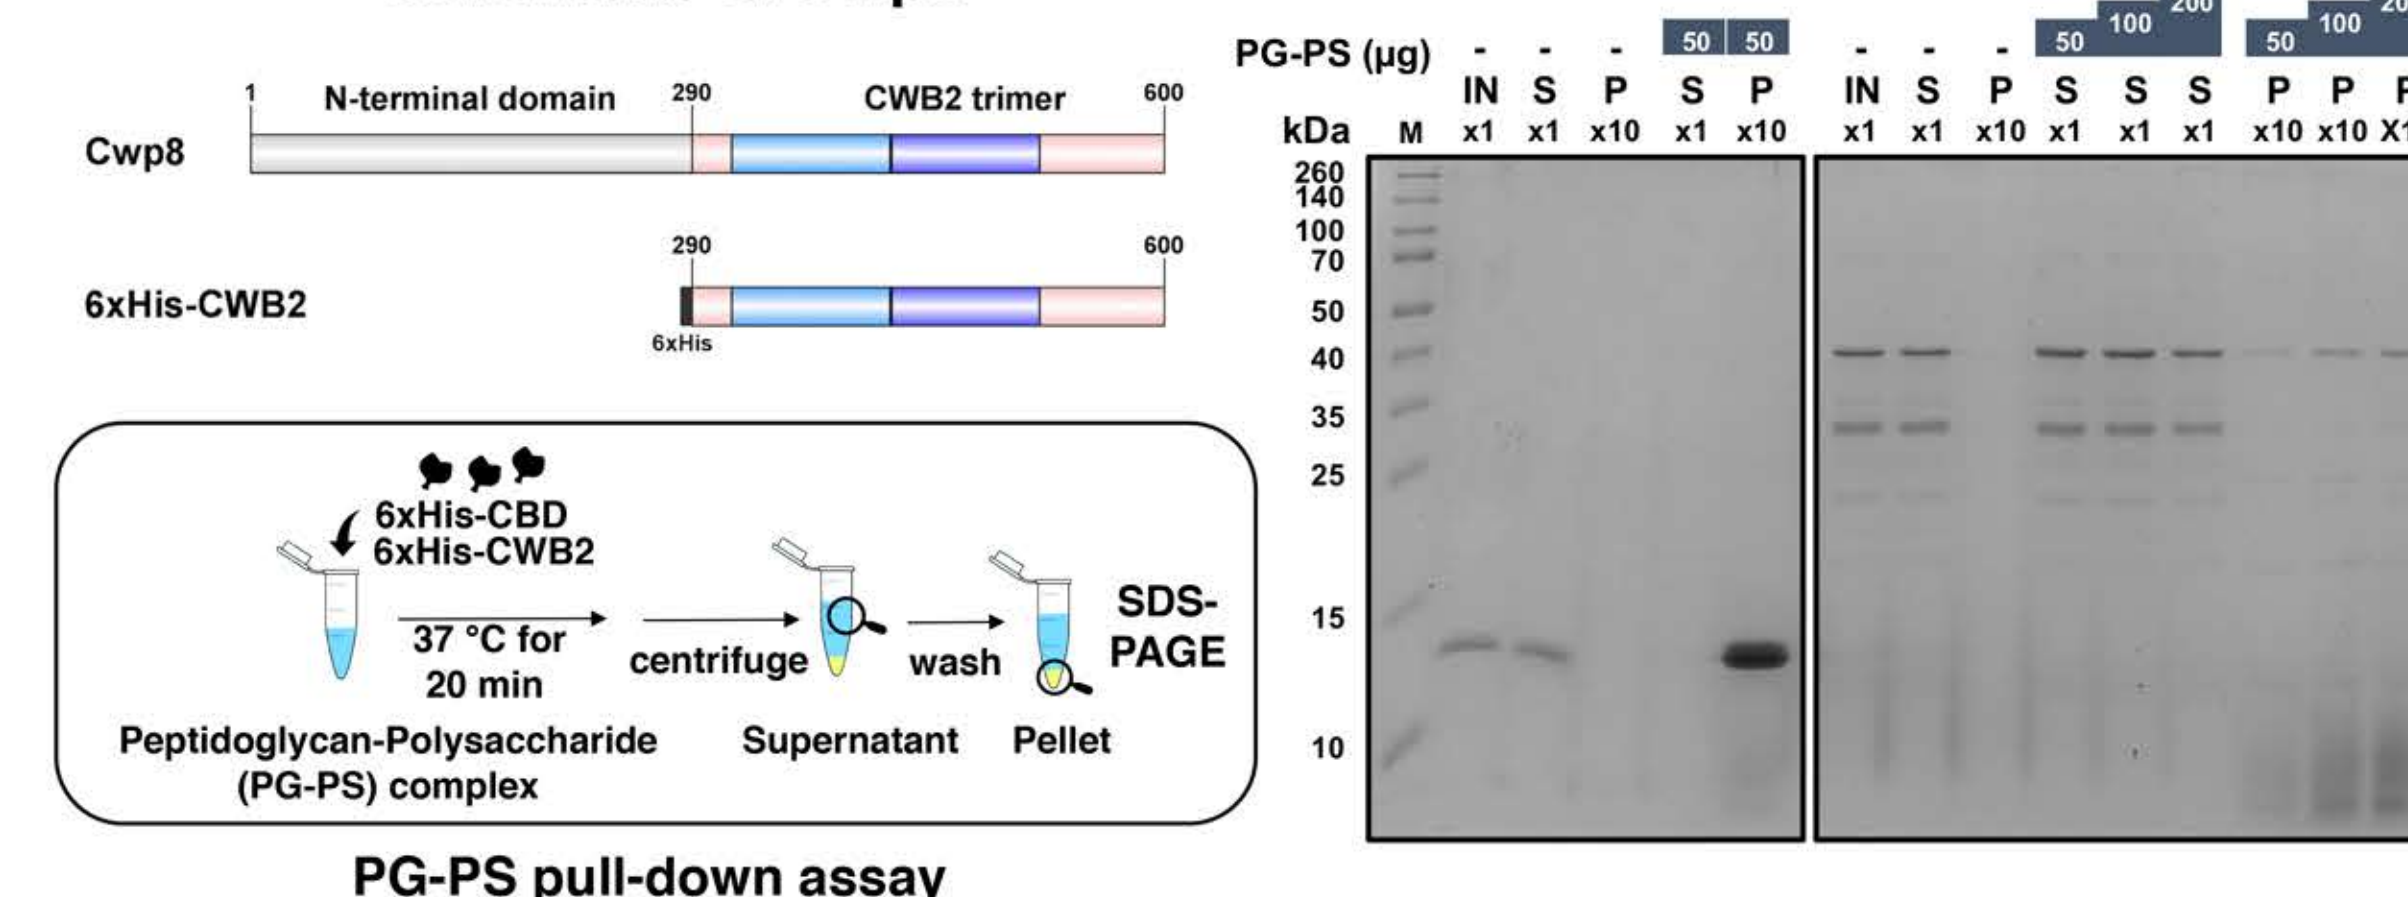 1 N-terminal domain 290 CWB2 trimer 600
Cwp8
290 600
6xHis-CWB2
6xHis
6xHis-CBD
6xHis-CWB2
37 °C for
20 min
centrifuge
wash
SDS-
PAGE
Peptidoglycan-Polysaccharide
(PG-PS) complex
Supernatant
Pellet
PG-PS pull-down assay
PG-PS (µg) - - - 50 50 - - - 50 100 200 50 100
IN S P S P IN S P S S S P P
kDa M x1 x1 x10 x1 x10 x1 x1 x10 x1 x1 x1 x10 x10
260
140
100
70
50
40
35
25
15
10